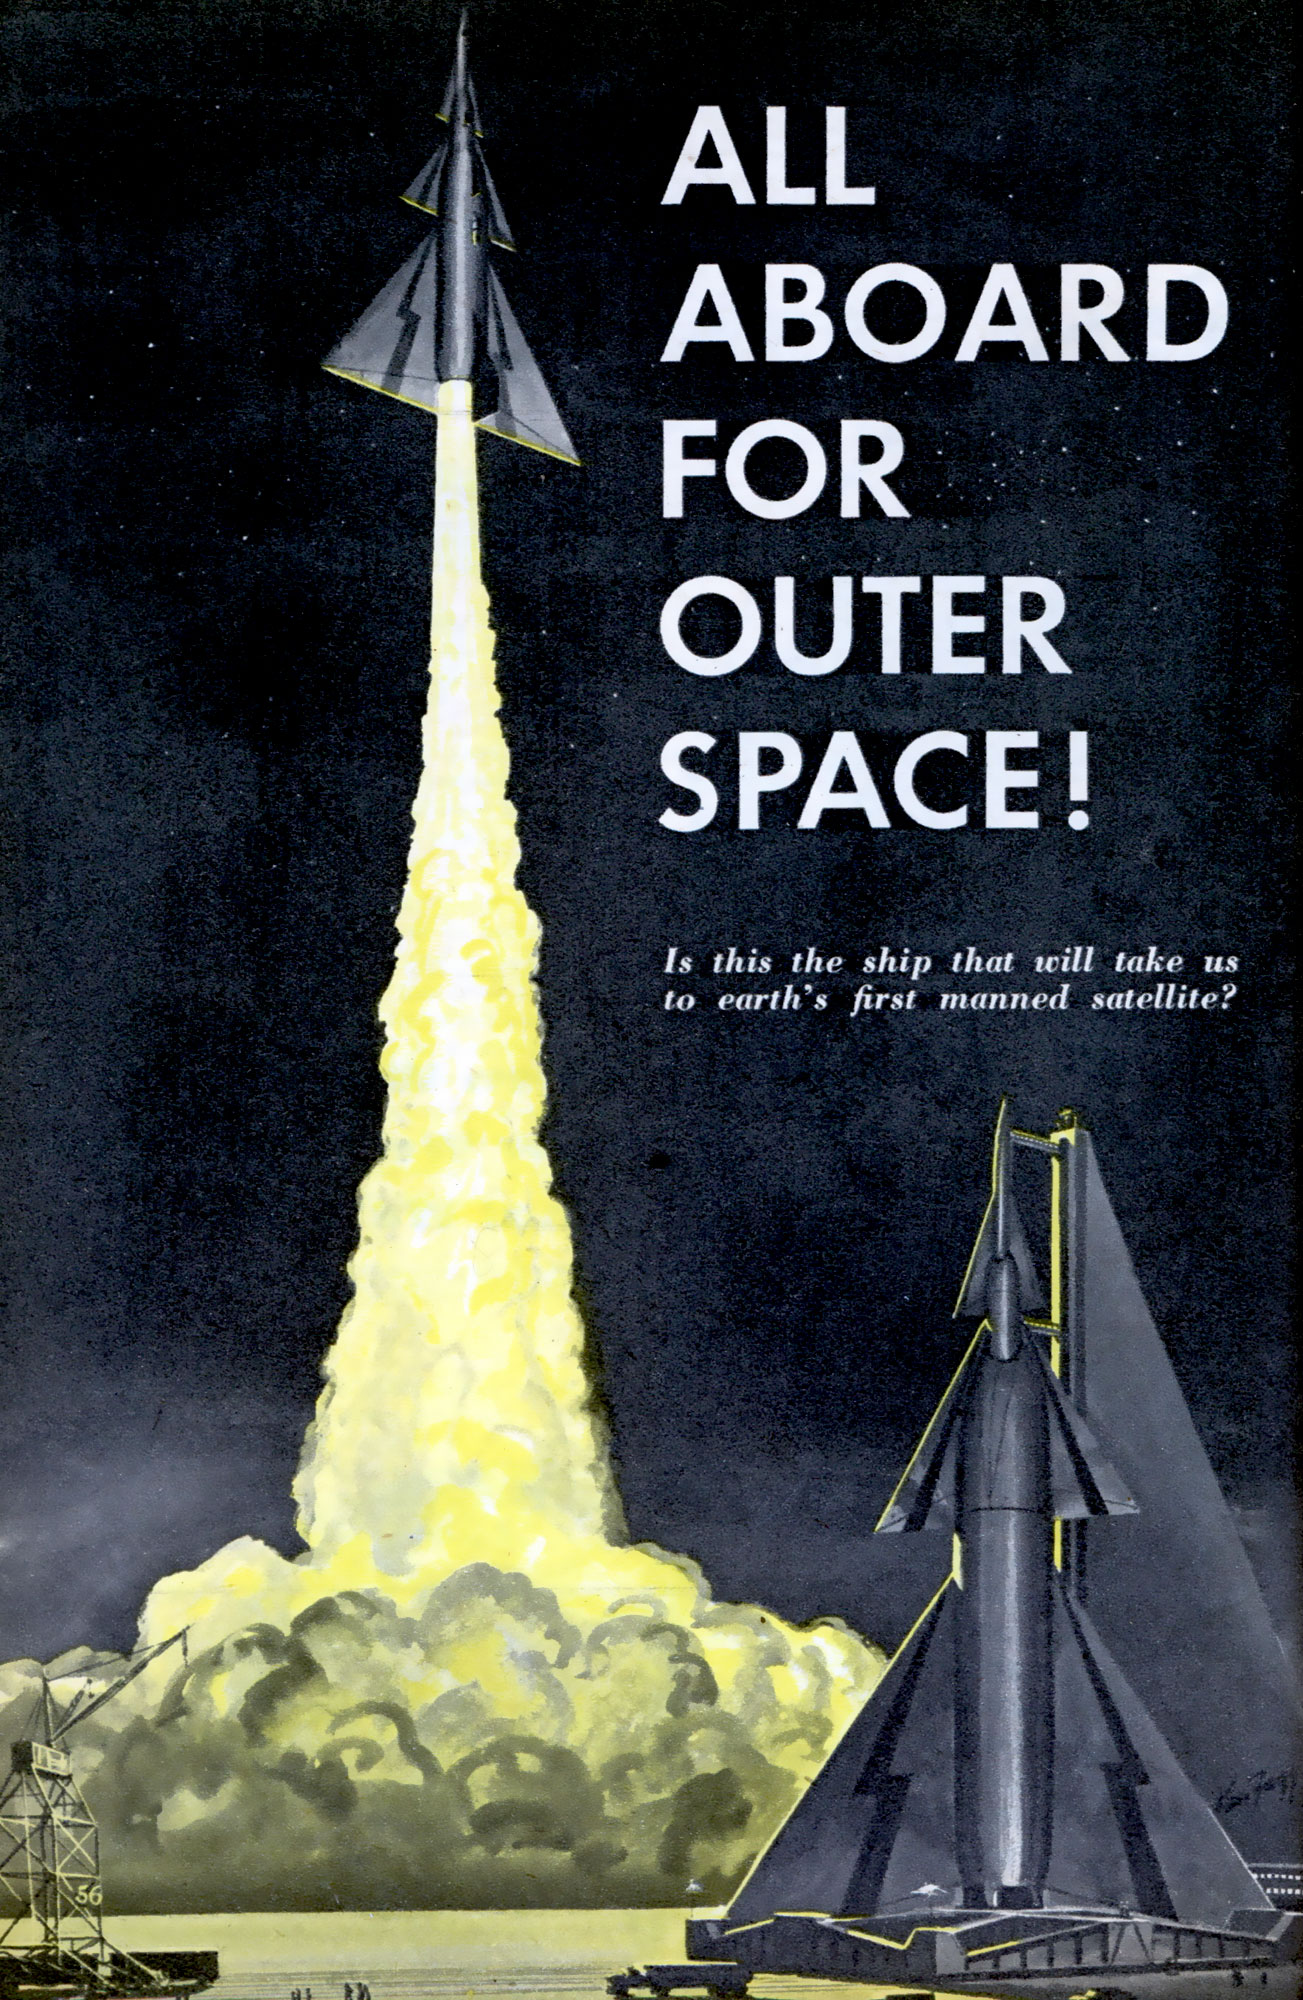 ALL
ABOARD
FOR
OUTER
SPACE!
Is this the ship that will take us
to earth's first manned satellite?
56